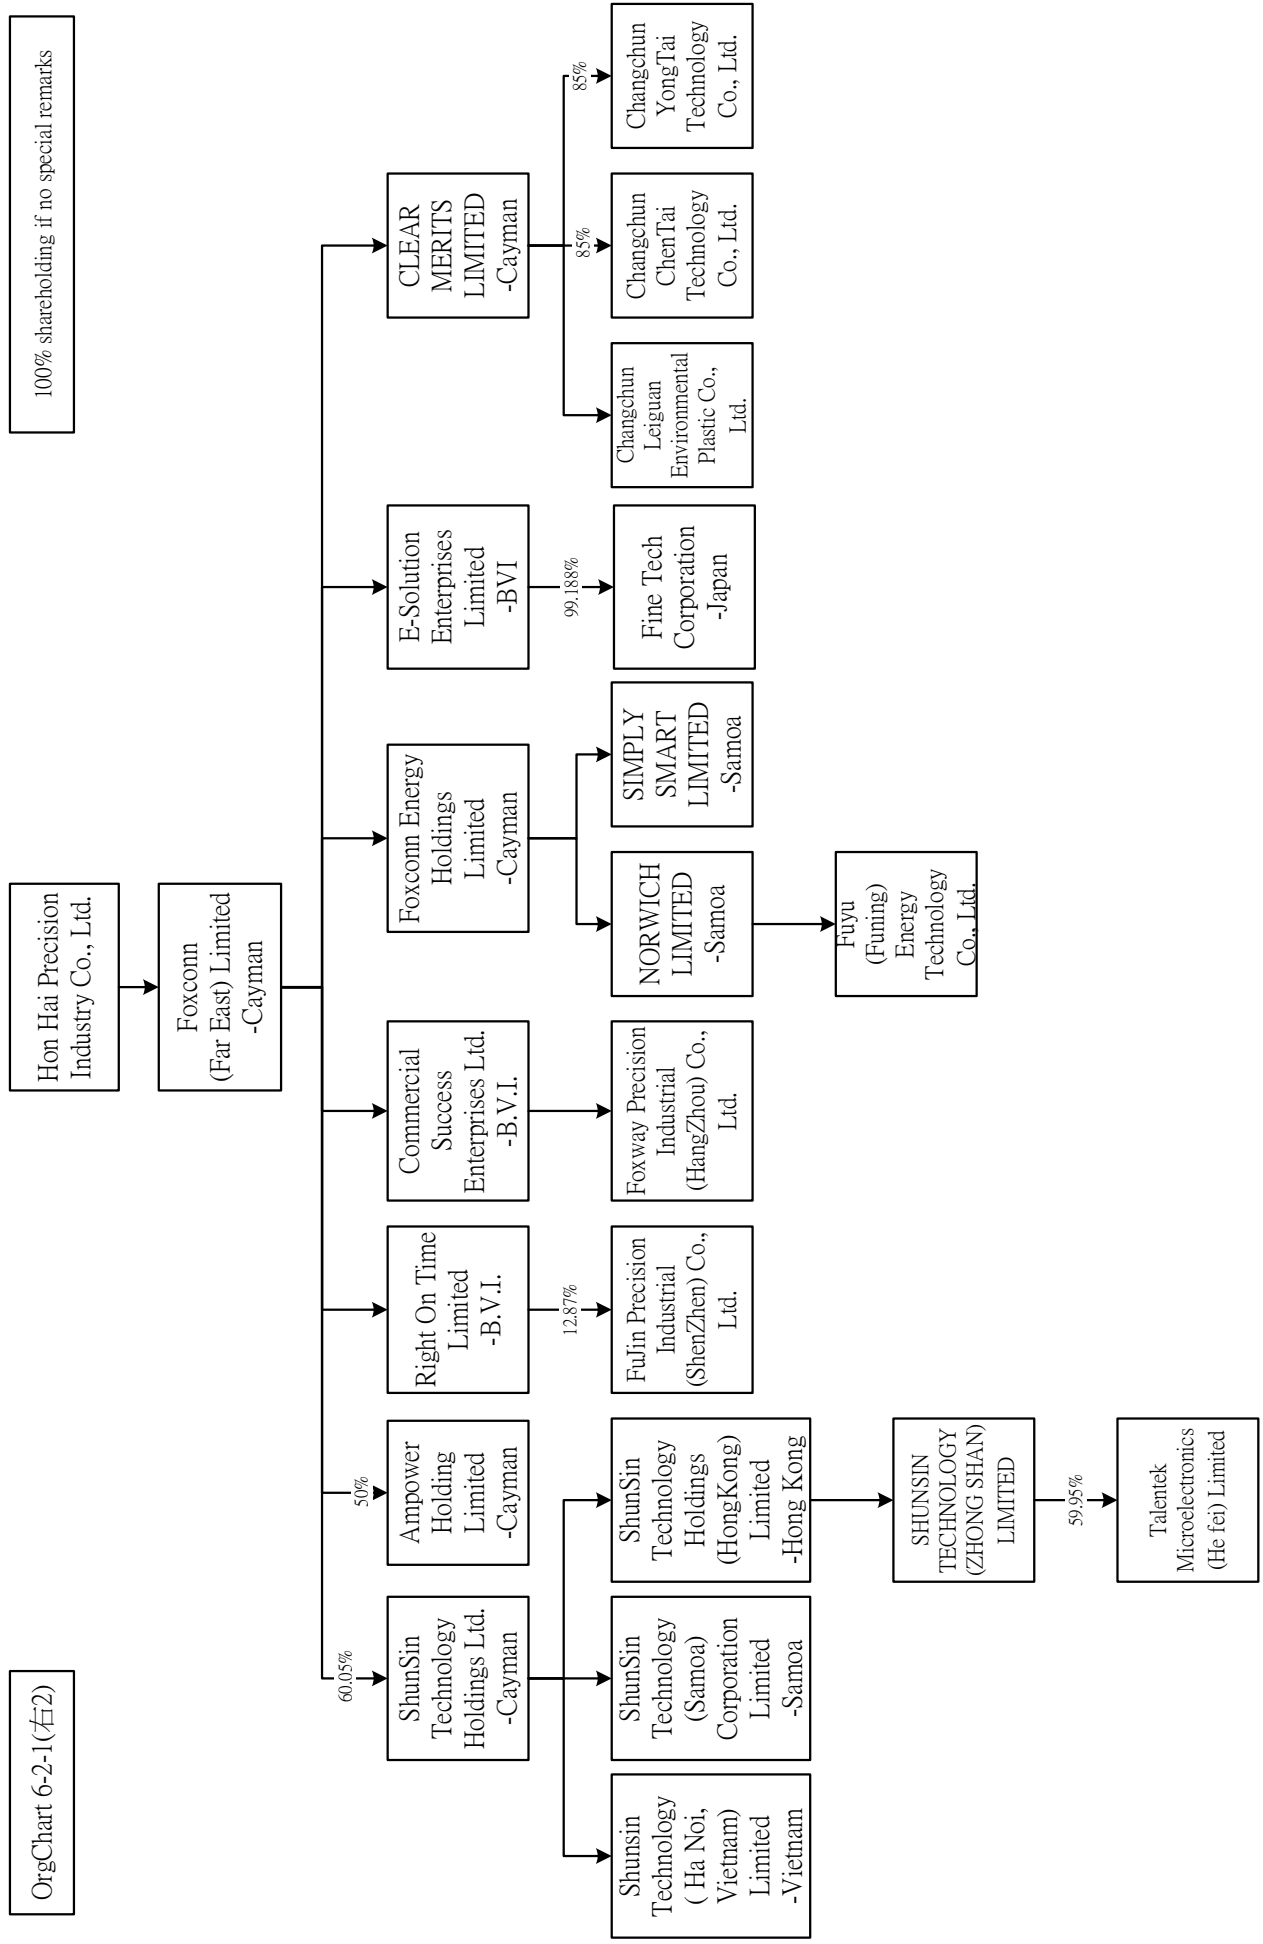 OrgChart 6-2-1(右2)
100% shareholding if no special remarks
Hon Hai Precision
Industry Co., Ltd.
Foxconn
(Far East) Limited
-Cayman
60.05%
50%
ShunSin
Technology
Holdings Ltd.
-Cayman
Ampower
Holding
Limited
-Cayman
Right On Time
Limited
-B.V.I.
Commercial
Success
Enterprises Ltd.
-B.V.I.
Foxconn Energy
Holdings
Limited
-Cayman
E-Solution
Enterprises
Limited
-BVI
CLEAR
MERITS
LIMITED
-Cayman
12.87%
99.188%
85%
85%
Shunsin
Technology
( Ha Noi,
Vietnam)
Limited
-Vietnam
ShunSin
Technology
(Samoa)
Corporation
Limited
-Samoa
ShunSin
Technology
Holdings
(HongKong)
Limited
-Hong Kong
FuJin Precision
Industrial
(ShenZhen) Co.,
Ltd.
Foxway Precision
Industrial
(HangZhou) Co.,
Ltd.
NORWICH
LIMITED
-Samoa
SIMPLY
SMART
LIMITED
-Samoa
Fine Tech
Corporation
-Japan
Changchun
Leiguan
Environmental
Plastic Co.,
Ltd.
Changchun
ChenTai
Technology
Co., Ltd.
Changchun
YongTai
Technology
Co., Ltd.
SHUNSIN
TECHNOLOGY
(ZHONG SHAN)
LIMITED
Fuyu
(Funing)
Energy
Technology
Co., Ltd.
59.95%
Talentek
Microelectronics
(He fei) Limited